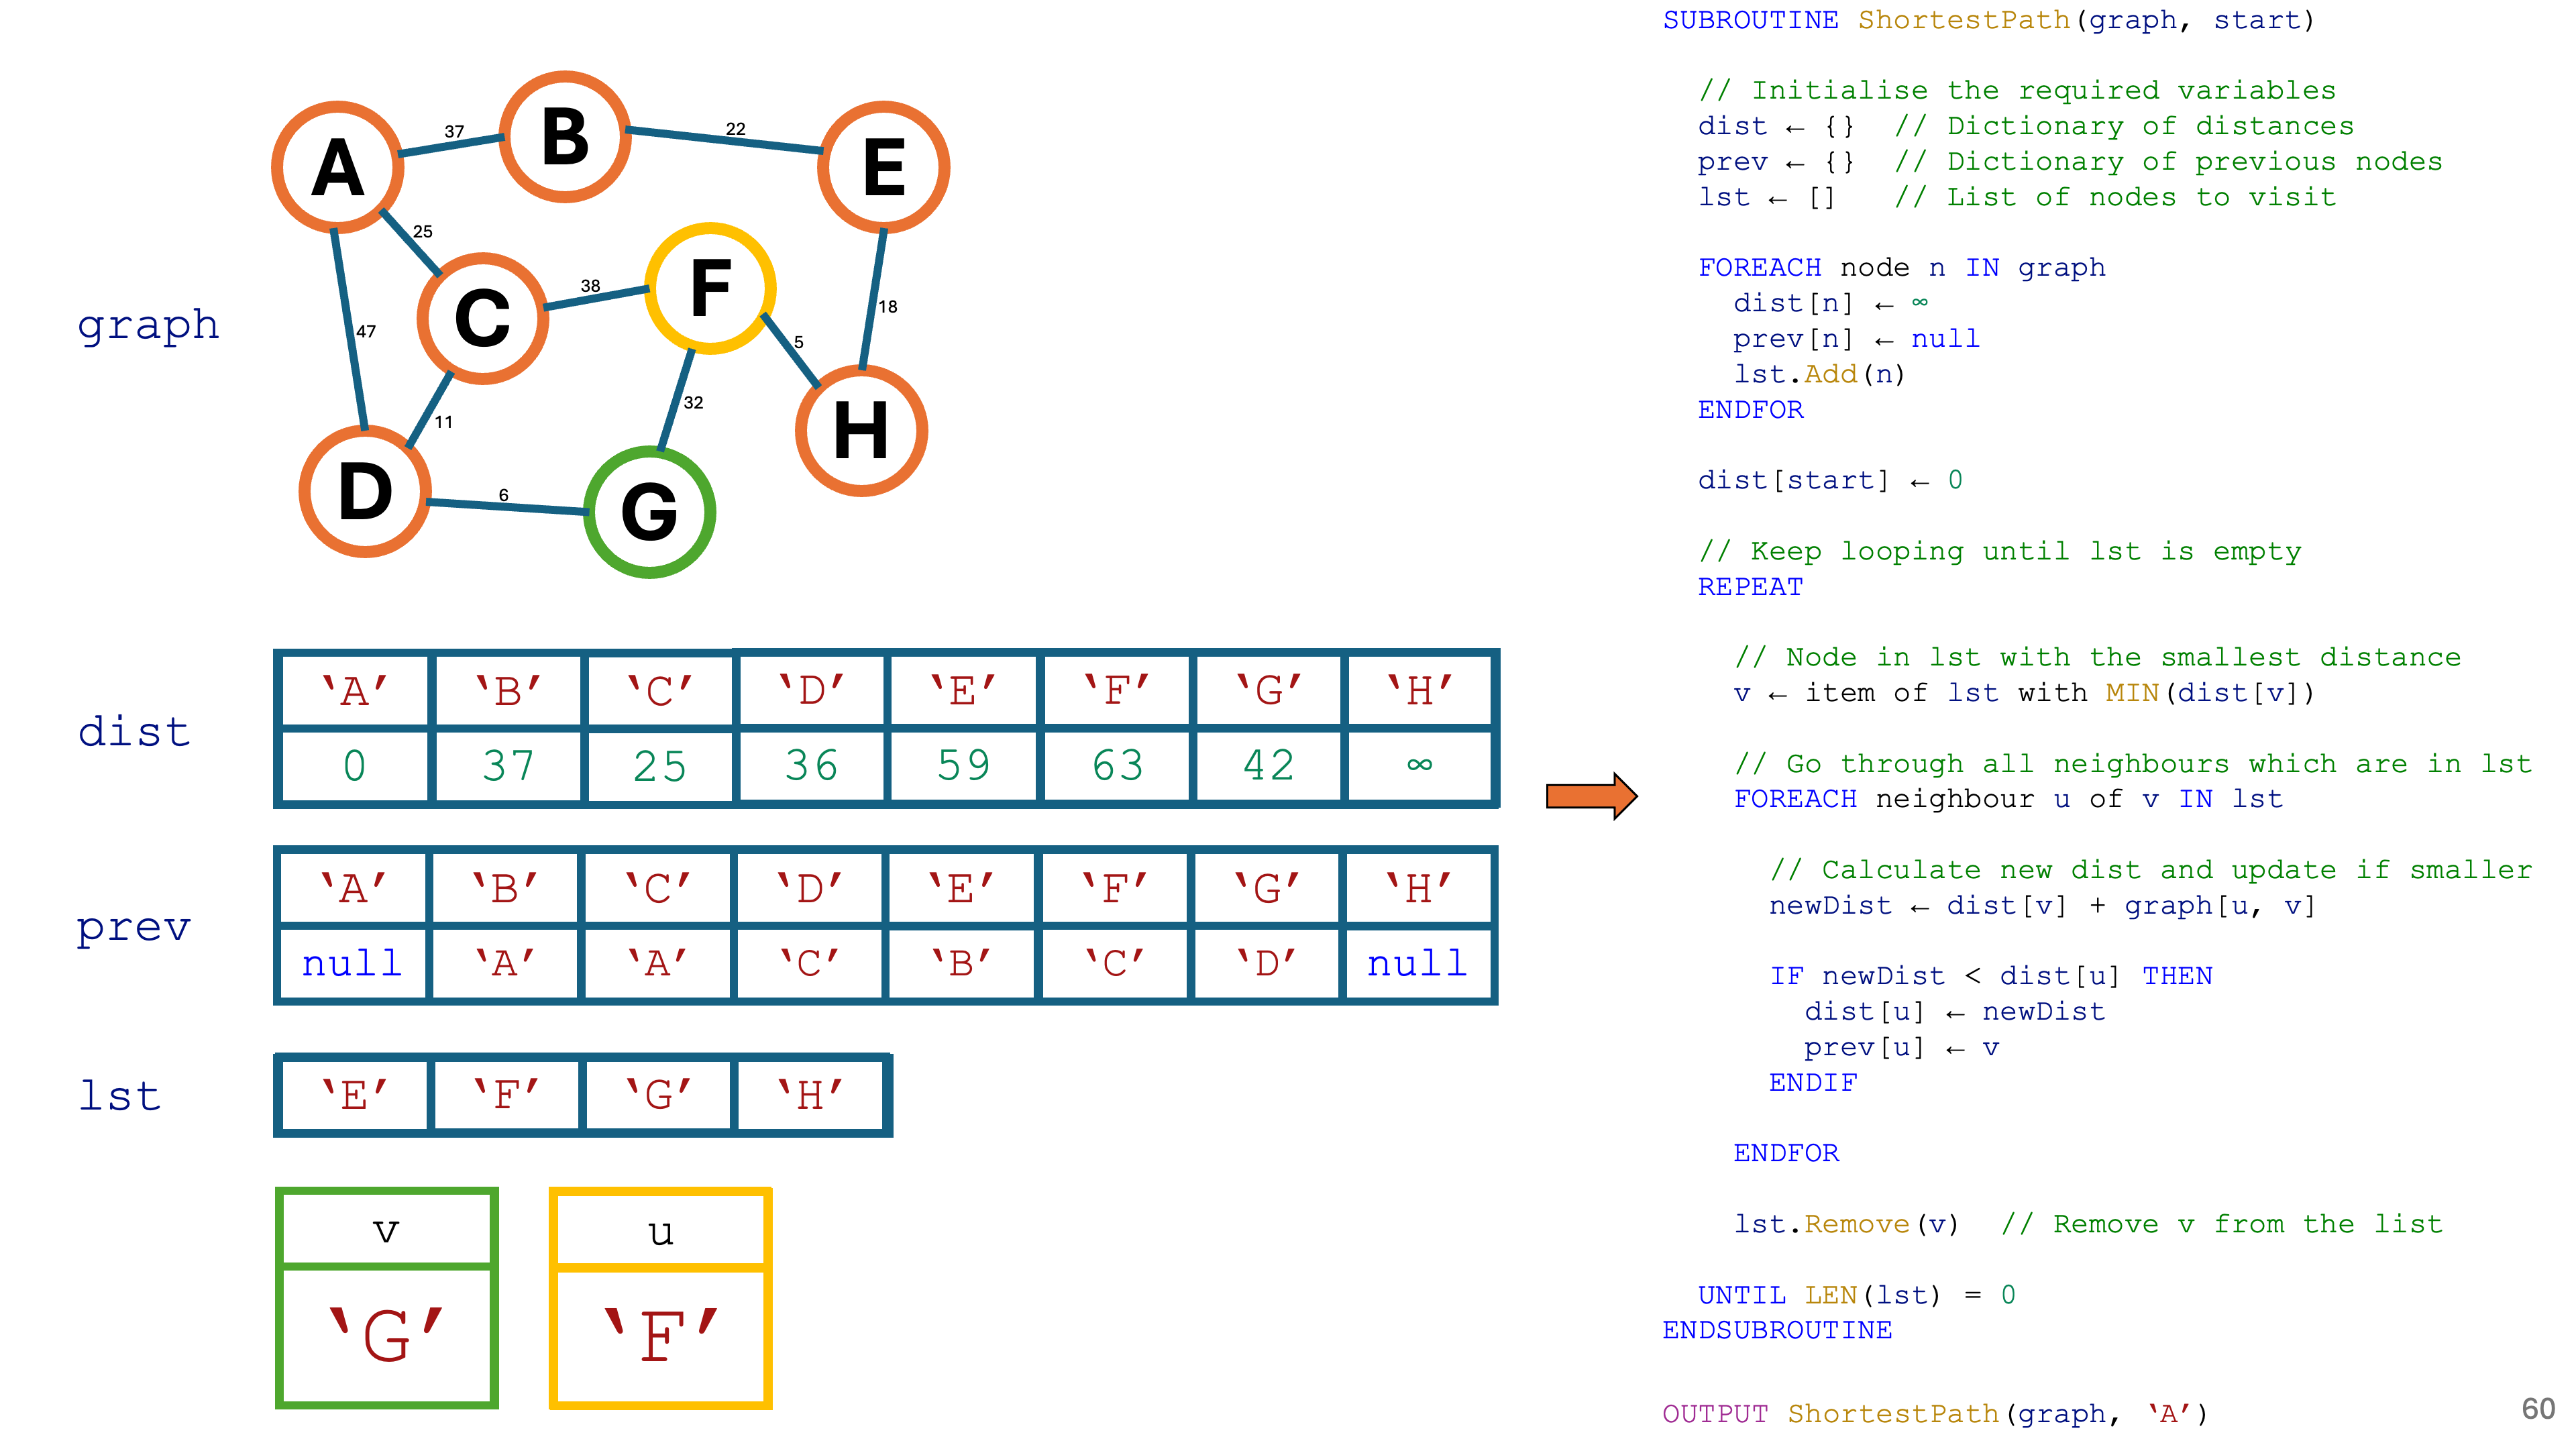 graph
A
B
E
C
F
D
G
H
37
22
25
38
47
5
18
11
32
6
dist
‘A’ ‘B’ ‘C’ ‘D’ ‘E’ ‘F’ ‘G’ ‘H’
0 37 25 36 59 63 42 ∞
prev
‘A’ ‘B’ ‘C’ ‘D’ ‘E’ ‘F’ ‘G’ ‘H’
null ‘A’ ‘A’ ‘C’ ‘B’ ‘C’ ‘D’ null
lst
‘E’ ‘F’ ‘G’ ‘H’
v
‘G’
u
‘F’
SUBROUTINE ShortestPath(graph, start)
// Initialise the required variables
dist ← {} // Dictionary of distances
prev ← {} // Dictionary of previous nodes
lst ← [] // List of nodes to visit
FOREACH node n IN graph
dist[n] ← ∞
prev[n] ← null
lst.Add(n)
ENDFOR
dist[start] ← 0
// Keep looping until lst is empty
REPEAT
// Node in lst with the smallest distance
v ← item of lst with MIN(dist[v])
// Go through all neighbours which are in lst
FOREACH neighbour u of v IN lst
// Calculate new dist and update if smaller
newDist ← dist[v] + graph[u, v]
IF newDist < dist[u] THEN
dist[u] ← newDist
prev[u] ← v
ENDIF
ENDFOR
lst.Remove(v) // Remove v from the list
UNTIL LEN(lst) = 0
ENDSUBROUTINE
OUTPUT ShortestPath(graph, ‘A’)
60